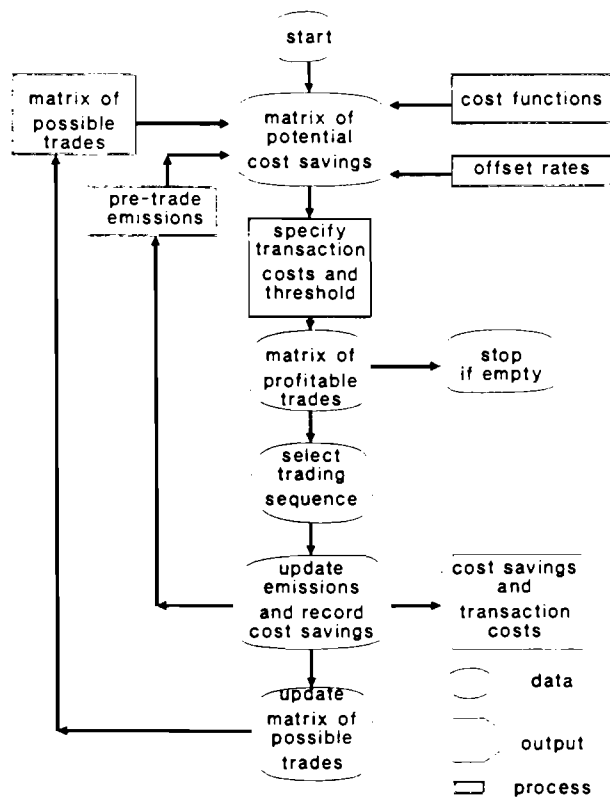 start
matrix of
possible
trades
matrix of
potential
cost savings
cost functions
offset rates
pre-trade
emissions
specify
transaction
costs and
threshold
matrix of
profitable
trades
stop
if empty
select
trading
sequence
update
emissions
and record
cost savings
cost savings
and
transaction
costs
update
matrix of
possible
trades
data
output
process